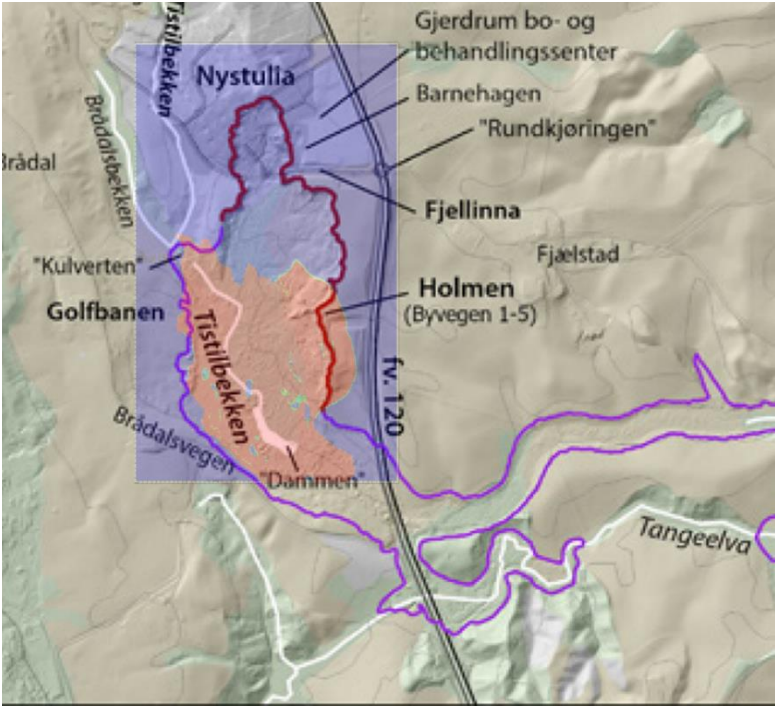 Tistilbekken
Gjerdrum bo- og
behandlingssenter
Nystulia
Barnehagen
Brådalsbekken
"Rundkjøringen"
Brådal
Fjellinna
"Kulverten"
Fjælstad
Holmen
(Byvegen 1-5)
Golfbanen
Tistilbekken
fv. 120
Brådalsvegen
"Dammen"
Tangeelva